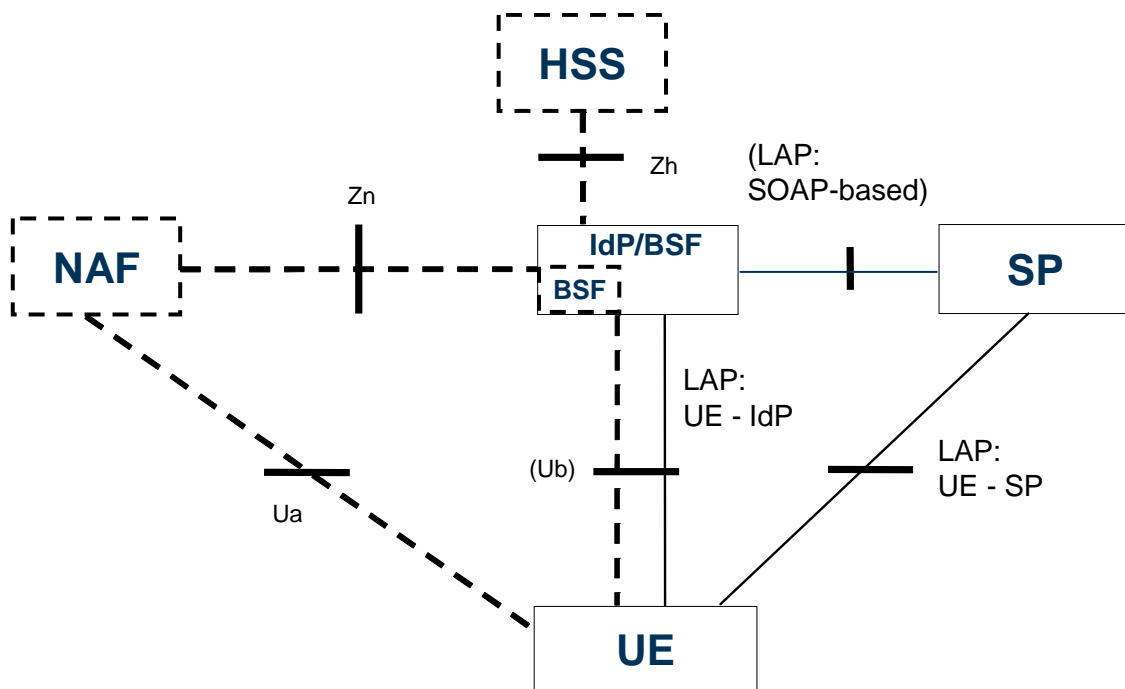 HSS
Zh
(LAP:
SOAP-based)
Zn
NAF
IdP/BSF
BSF
SP
LAP:
UE - IdP
(Ub)
LAP:
UE - SP
Ua
UE